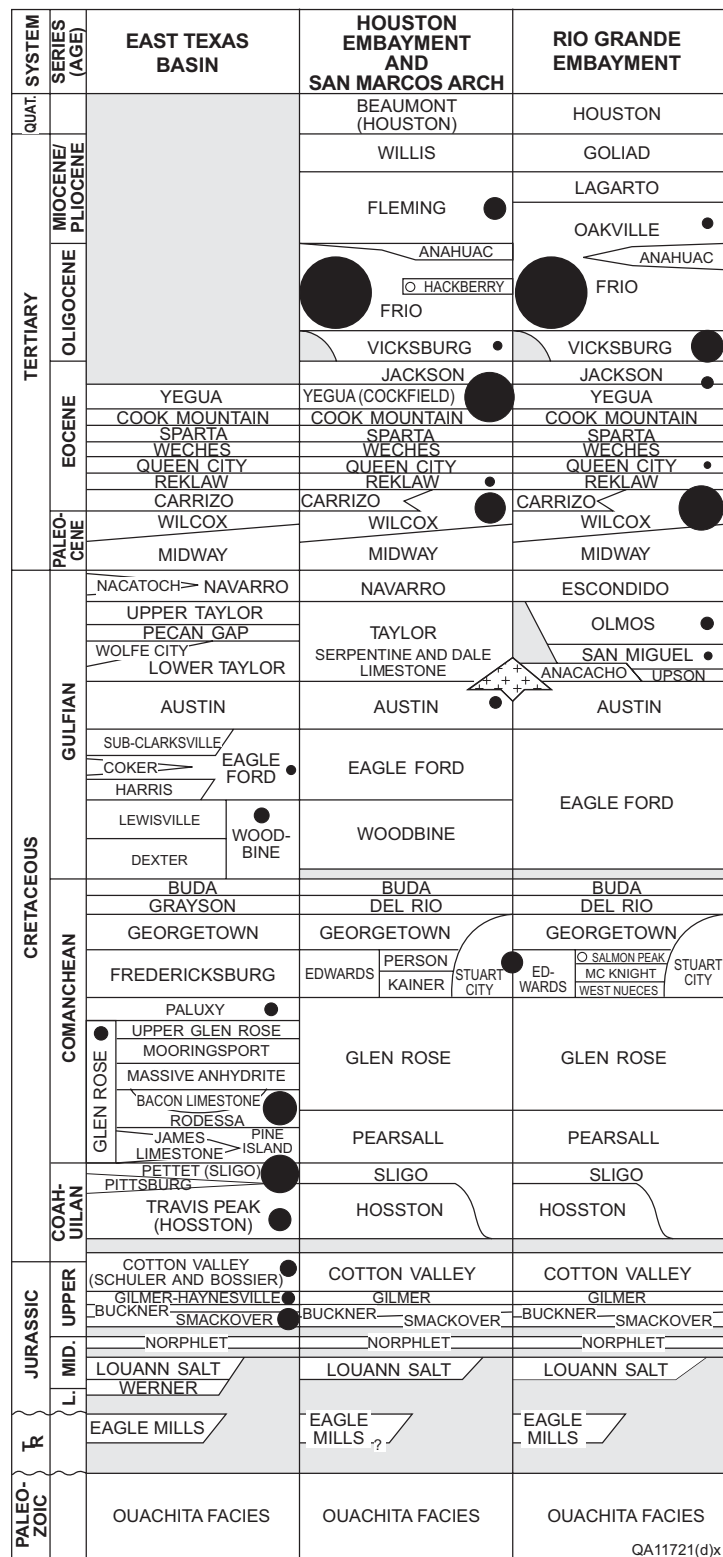 SYSTEM
SERIES
(AGE)
EAST TEXAS
BASIN
HOUSTON
EMBAYMENT
AND
SAN MARCOS ARCH
RIO GRANDE
EMBAYMENT
QUAT.
TERTIARY
CRETACEOUS
JURASSIC
TR
PALEO-
ZOIC
MIOCENE/
PLIOCENE
OLIGOCENE
EOCENE
PALEO-
CENE
GULFIAN
COMANCHEAN
COAH-
UILAN
UPPER
MID.
L.
YEGUA
COOK MOUNTAIN
SPARTA
WECHES
QUEEN CITY
REKLAW
CARRIZO
WILCOX
MIDWAY
NACATOCH
NAVARRO
UPPER TAYLOR
PECAN GAP
WOLFE CITY
LOWER TAYLOR
AUSTIN
SUB-CLARKSVILLE
COKER
EAGLE
FORD
HARRIS
LEWISVILLE
WOOD-
BINE
DEXTER
BUDA
GRAYSON
GEORGETOWN
FREDERICKSBURG
PALUXY
GLEN ROSE
UPPER GLEN ROSE
MOORINGSPORT
MASSIVE ANHYDRITE
BACON LIMESTONE
RODESSA
JAMES
LIMESTONE
PINE
ISLAND
PETTET (SLIGO)
PITTSBURG
TRAVIS PEAK
(HOSSTON)
COTTON VALLEY
(SCHULER AND BOSSIER)
GILMER-HAYNESVILLE
BUCKNER
SMACKOVER
NORPHLET
LOUANN SALT
WERNER
EAGLE MILLS
OUACHITA FACIES
BEAUMONT
(HOUSTON)
WILLIS
FLEMING
ANAHUAC
HACKBERRY
FRIO
VICKSBURG
JACKSON
YEGUA (COCKFIELD)
COOK MOUNTAIN
SPARTA
WECHES
QUEEN CITY
REKLAW
CARRIZO
WILCOX
MIDWAY
NAVARRO
TAYLOR
SERPENTINE AND DALE
LIMESTONE
AUSTIN
EAGLE FORD
WOODBINE
BUDA
DEL RIO
GEORGETOWN
EDWARDS
PERSON
KAINER
STUART
CITY
GLEN ROSE
PEARSALL
SLIGO
HOSSTON
COTTON VALLEY
GILMER
BUCKNER
SMACKOVER
NORPHLET
LOUANN SALT
EAGLE
MILLS ?
OUACHITA FACIES
HOUSTON
GOLIAD
LAGARTO
OAKVILLE
ANAHUAC
FRIO
VICKSBURG
JACKSON
YEGUA
COOK MOUNTAIN
SPARTA
WECHES
QUEEN CITY
REKLAW
CARRIZO
WILCOX
MIDWAY
ESCONDIDO
OLMOS
SAN MIGUEL
ANACACHO
UPSON
AUSTIN
EAGLE FORD
BUDA
DEL RIO
GEORGETOWN
ED-
WARDS
SALMON PEAK
MC KNIGHT
WEST NUECES
STUART
CITY
GLEN ROSE
PEARSALL
SLIGO
HOSSTON
COTTON VALLEY
GILMER
BUCKNER
SMACKOVER
NORPHLET
LOUANN SALT
EAGLE
MILLS
OUACHITA FACIES
QA11721(d)x